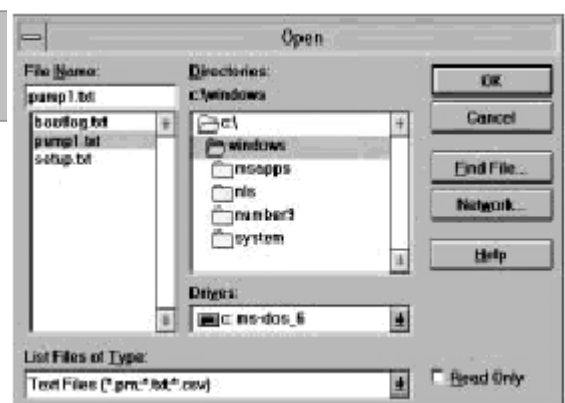 Open
File Name:
pump1.txt
bootlog.txt
pump1.txt
setup.txt
Directories:
c:\windows
c:\
windows
msapps
nls
number9
system
Drives:
c: ms-dos_6
List Files of Type:
Text Files (*.prn;*.txt;*.csv)
OK
Cancel
Find File...
Network...
Help
Read Only